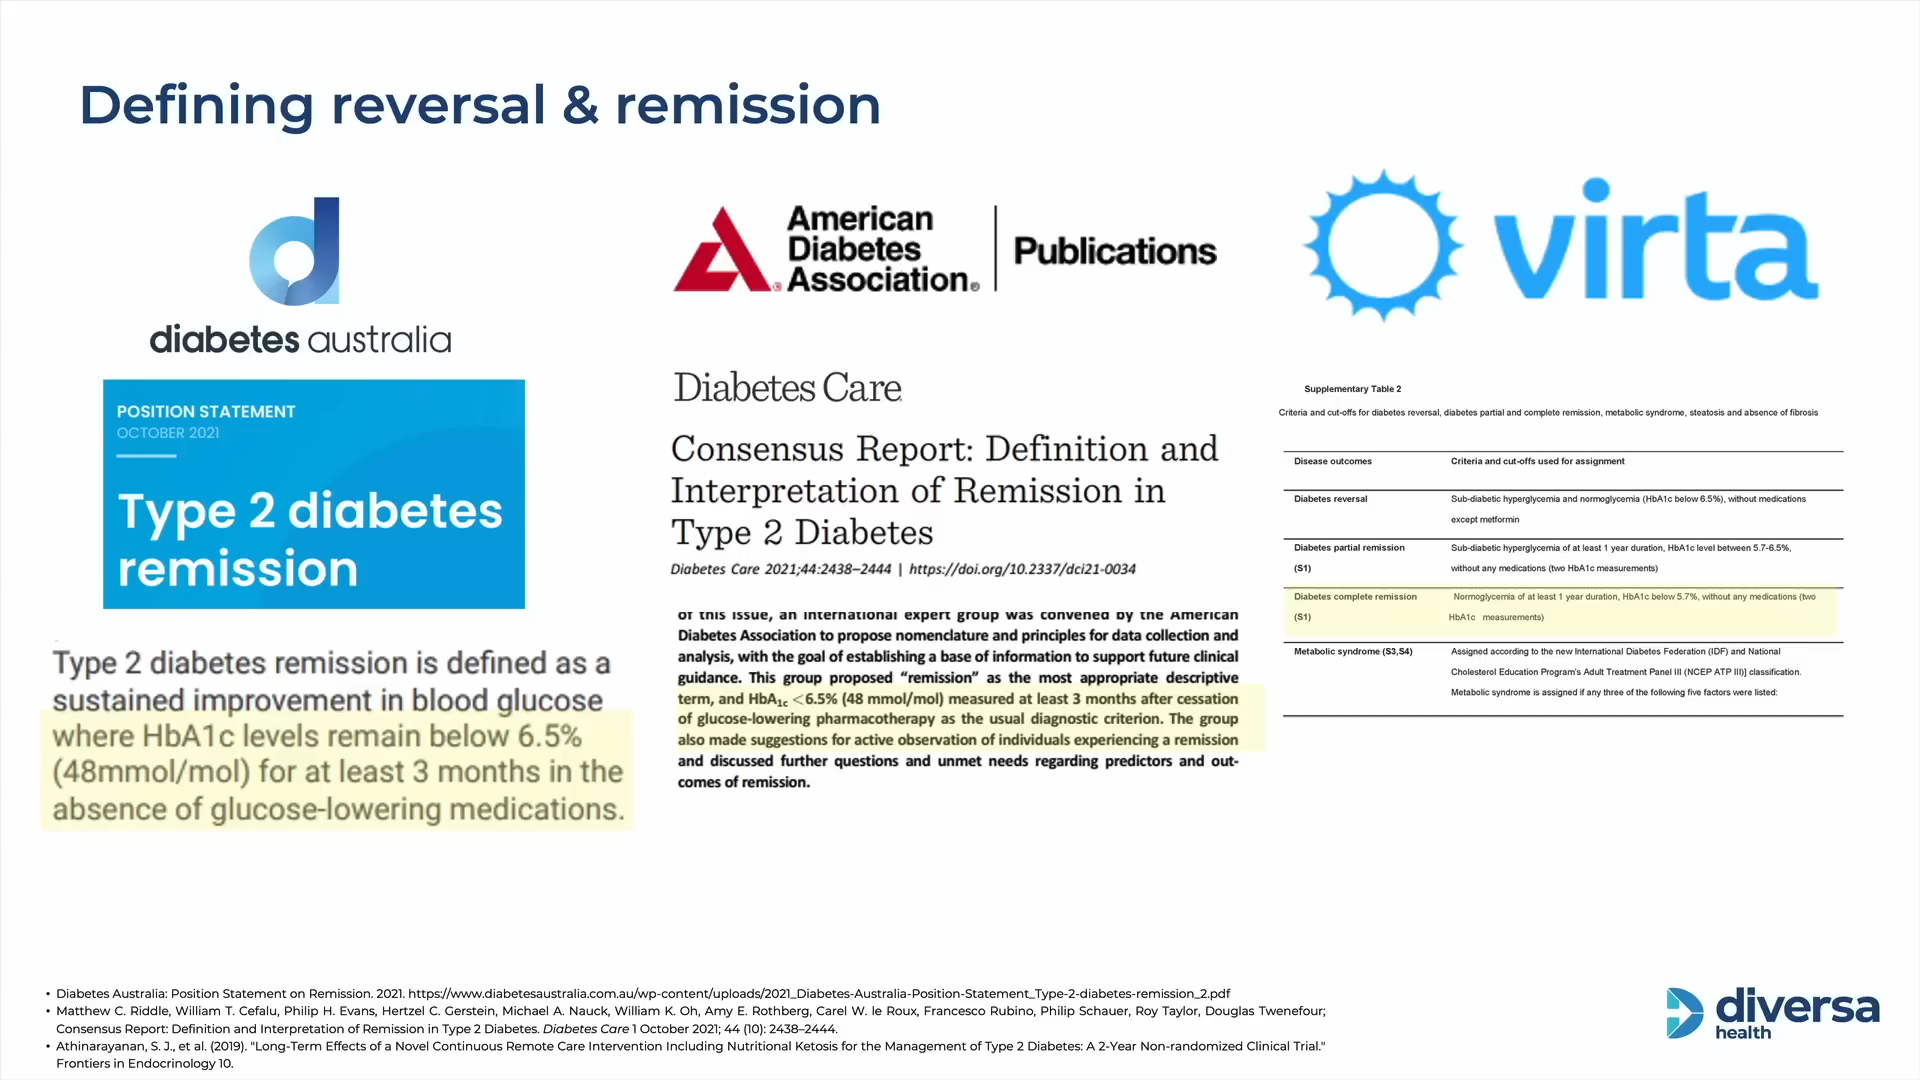 Defining reversal & remission
diabetes australia
POSITION STATEMENT
OCTOBER 2021
Type 2 diabetes
remission
Type 2 diabetes remission is defined as a
sustained improvement in blood glucose
where HbA1c levels remain below 6.5%
(48mmol/mol) for at least 3 months in the
absence of glucose-lowering medications.
American
Diabetes
Association®
Publications
Diabetes Care
Consensus Report: Definition and
Interpretation of Remission in
Type 2 Diabetes
Diabetes Care 2021;44:2438–2444 | https://doi.org/10.2337/dci21-0034
of this issue, an international expert group was convened by the American
Diabetes Association to propose nomenclature and principles for data collection and
analysis, with the goal of establishing a base of information to support future clinical
guidance. This group proposed “remission” as the most appropriate descriptive
term, and HbA1c <6.5% (48 mmol/mol) measured at least 3 months after cessation
of glucose-lowering pharmacotherapy as the usual diagnostic criterion. The group
also made suggestions for active observation of individuals experiencing a remission
and discussed further questions and unmet needs regarding predictors and out-
comes of remission.
virta
Supplementary Table 2
Criteria and cut-offs for diabetes reversal, diabetes partial and complete remission, metabolic syndrome, steatosis and absence of fibrosis
Disease outcomes Criteria and cut-offs used for assignment
Diabetes reversal Sub-diabetic hyperglycemia and normoglycemia (HbA1c below 6.5%), without medications
except metformin
Diabetes partial remission Sub-diabetic hyperglycemia of at least 1 year duration, HbA1c level between 5.7-6.5%,
(S1) without any medications (two HbA1c measurements)
Diabetes complete remission Normoglycemia of at least 1 year duration, HbA1c below 5.7%, without any medications (two
(S1) HbA1c measurements)
Metabolic syndrome (S3,S4) Assigned according to the new International Diabetes Federation (IDF) and National
Cholesterol Education Program's Adult Treatment Panel III (NCEP ATP III)] classification.
Metabolic syndrome is assigned if any three of the following five factors were listed:
• Diabetes Australia: Position Statement on Remission. 2021. https://www.diabetesaustralia.com.au/wp-content/uploads/2021_Diabetes-Australia-Position-Statement_Type-2-diabetes-remission_2.pdf
• Matthew C. Riddle, William T. Cefalu, Philip H. Evans, Hertzel C. Gerstein, Michael A. Nauck, William K. Oh, Amy E. Rothberg, Carel W. le Roux, Francesco Rubino, Philip Schauer, Roy Taylor, Douglas Twenefour;
Consensus Report: Definition and Interpretation of Remission in Type 2 Diabetes. Diabetes Care 1 October 2021; 44 (10): 2438–2444.
• Athinarayanan, S. J., et al. (2019). "Long-Term Effects of a Novel Continuous Remote Care Intervention Including Nutritional Ketosis for the Management of Type 2 Diabetes: A 2-Year Non-randomized Clinical Trial."
Frontiers in Endocrinology 10.
diversa
health